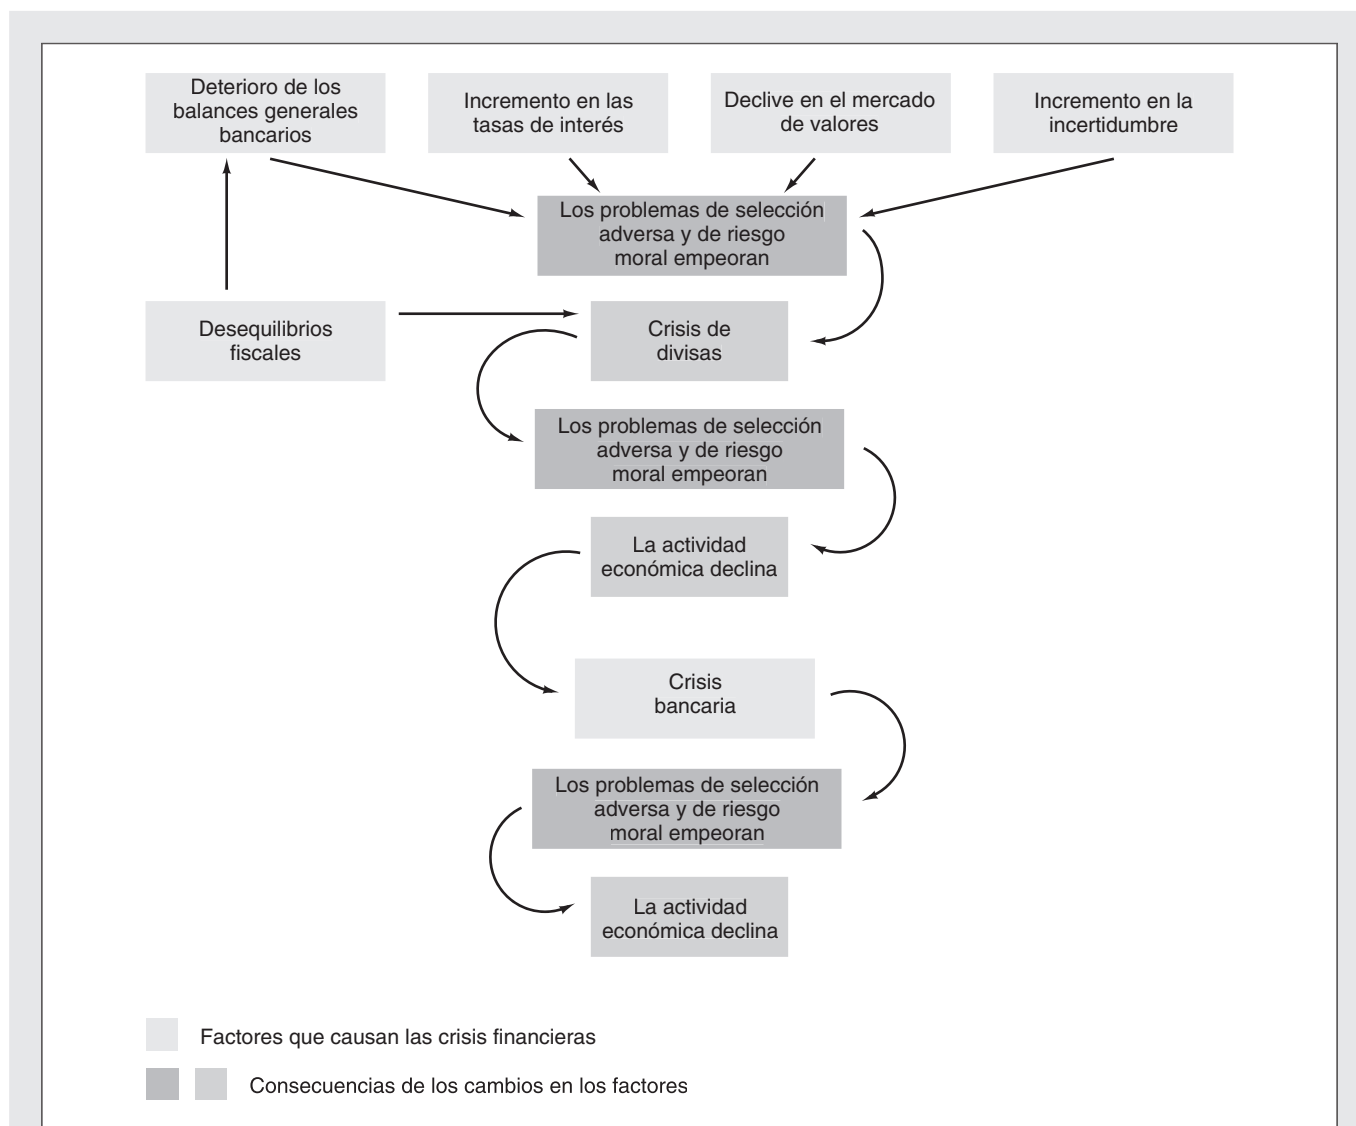 Deterioro de los
balances generales
bancarios
Incremento en las
tasas de interés
Declive en el mercado
de valores
Incremento en la
incertidumbre
Los problemas de selección
adversa y de riesgo
moral empeoran
Desequilibrios
fiscales
Crisis de
divisas
Los problemas de selección
adversa y de riesgo
moral empeoran
La actividad
económica declina
Crisis
bancaria
Los problemas de selección
adversa y de riesgo
moral empeoran
La actividad
económica declina
Factores que causan las crisis financieras
Consecuencias de los cambios en los factores